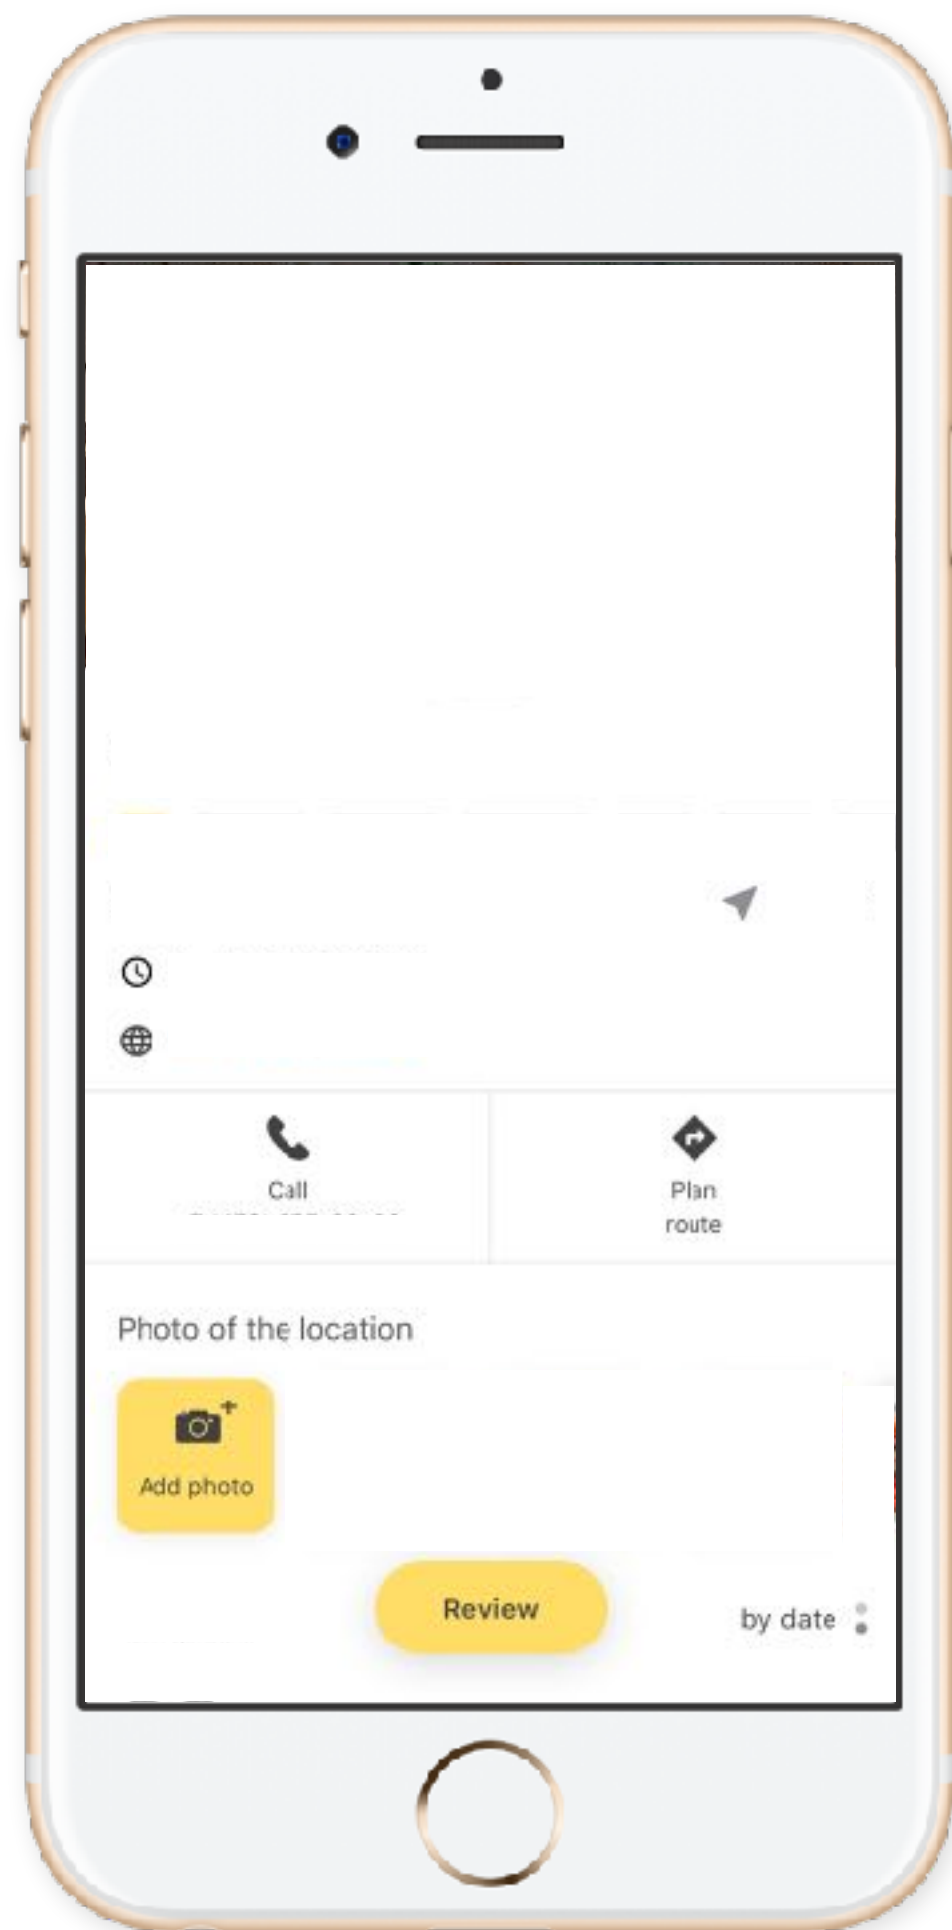 Call
Plan
route
Photo of the location
Add photo
Review
by date